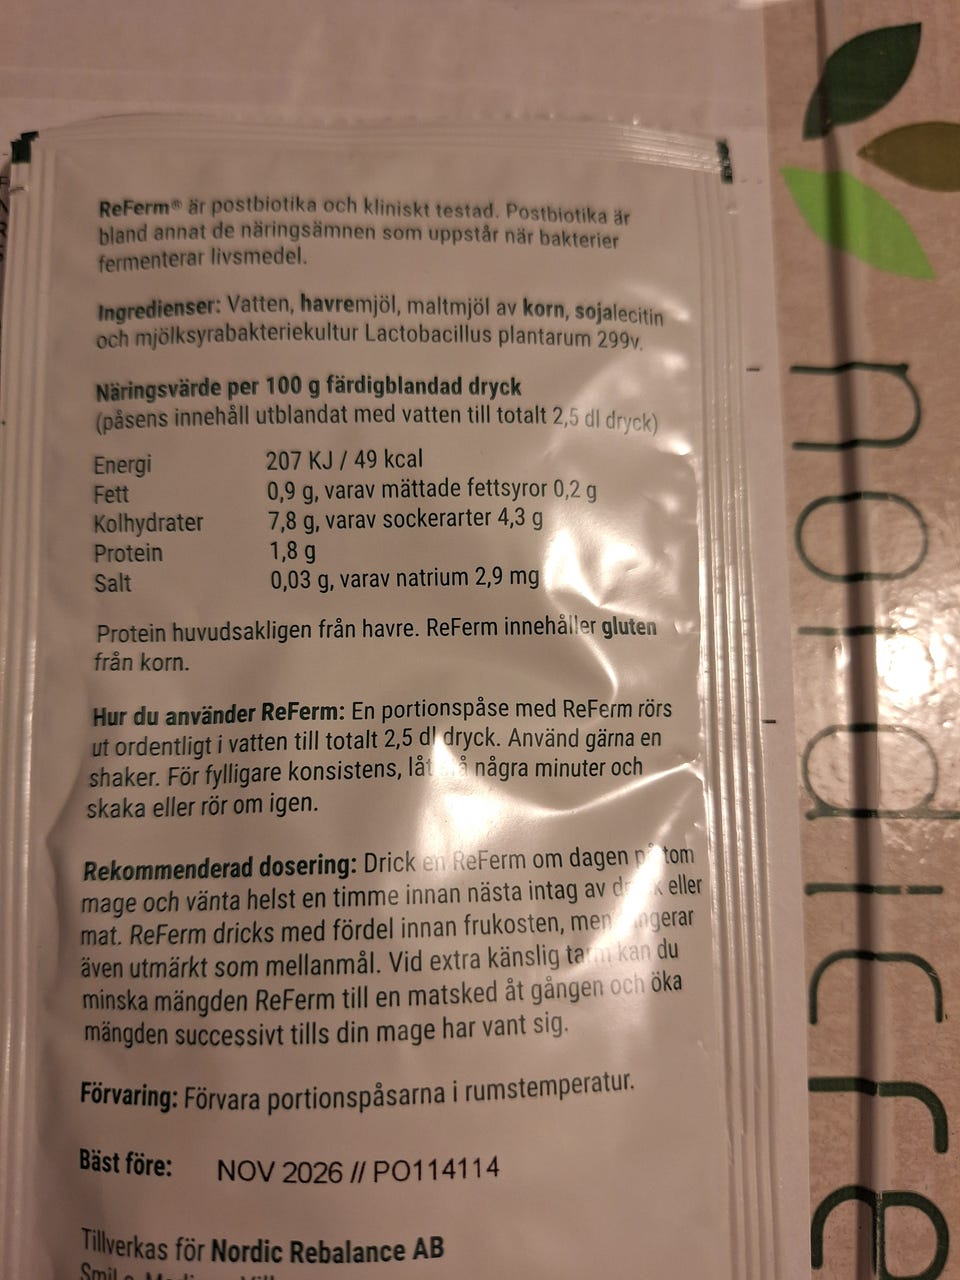 ReFerm® är postbiotika och kliniskt testad. Postbiotika är
bland annat de näringsämnen som uppstår när bakterier
fermenterar livsmedel.
Ingredienser: Vatten, havremjöl, maltmjöl av korn, sojalecitin
och mjölksyrabakteriekultur Lactobacillus plantarum 299v.
Näringsvärde per 100 g färdigblandad dryck
(påsens innehåll utblandat med vatten till totalt 2,5 dl dryck)
Energi 207 KJ / 49 kcal
Fett 0,9 g, varav mättade fettsyror 0,2 g
Kolhydrater 7,8 g, varav sockerarter 4,3 g
Protein 1,8 g
Salt 0,03 g, varav natrium 2,9 mg
Protein huvudsakligen från havre. ReFerm innehåller gluten
från korn.
Hur du använder ReFerm: En portionspåse med ReFerm rörs
ut ordentligt i vatten till totalt 2,5 dl dryck. Använd gärna en
shaker. För fylligare konsistens, låt några minuter och
skaka eller rör om igen.
Rekommenderad dosering: Drick en ReFerm om dagen på tom
mage och vänta helst en timme innan nästa intag av eller
mat. ReFerm dricks med fördel innan frukosten, men
även utmärkt som mellanmål. Vid extra känslig tarm kan du
minska mängden ReFerm till en matsked åt gången och öka
mängden successivt tills din mage har vant sig.
Förvaring: Förvara portionspåsarna i rumstemperatur.
Bäst före: NOV 2026 // PO114114
Tillverkas för Nordic Rebalance AB
nordicre